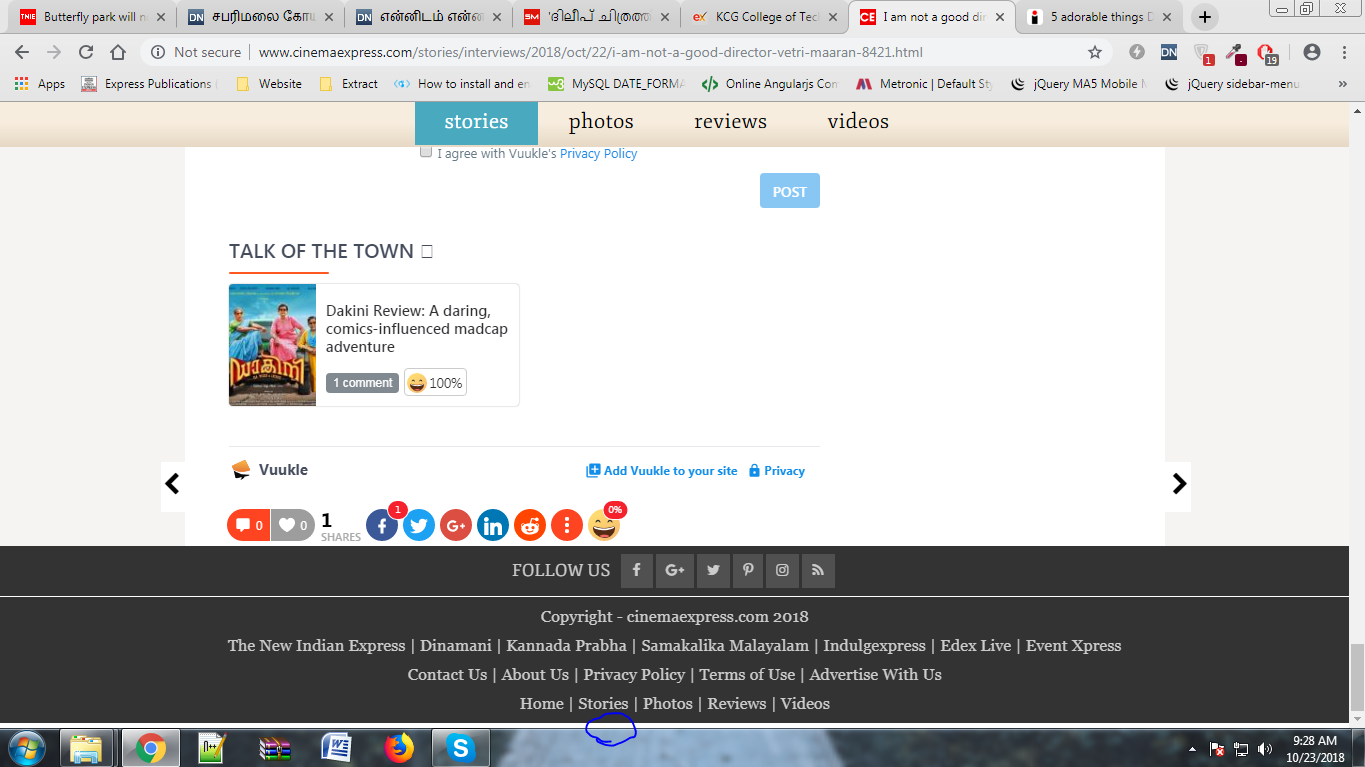 Butterfly park will n
சபரிமலை கோய
என்னிடம் என்ன
'ദിലീപ് ചിത്രത്ത
KCG College of Tec
I am not a good dir
5 adorable things D
Not secure | www.cinemaexpress.com/stories/interviews/2018/oct/22/i-am-not-a-good-director-vetri-maaran-8421.html
DN 1 19
Apps Express Publications Website Extract How to install and en MySQL DATE_FORMA Online Angularjs Com Metronic | Default Sty jQuery MA5 Mobile M jQuery sidebar-menu »
stories photos reviews videos
I agree with Vuukle's Privacy Policy
POST
TALK OF THE TOWN
ഡാകിനി
Dakini Review: A daring,
comics-influenced madcap
adventure
1 comment 100%
Vuukle Add Vuukle to your site Privacy
0 0 1 1 0%
SHARES
FOLLOW US
Copyright - cinemaexpress.com 2018
The New Indian Express | Dinamani | Kannada Prabha | Samakalika Malayalam | Indulgexpress | Edex Live | Event Xpress
Contact Us | About Us | Privacy Policy | Terms of Use | Advertise With Us
Home | Stories | Photos | Reviews | Videos
9:28 AM
10/23/2018